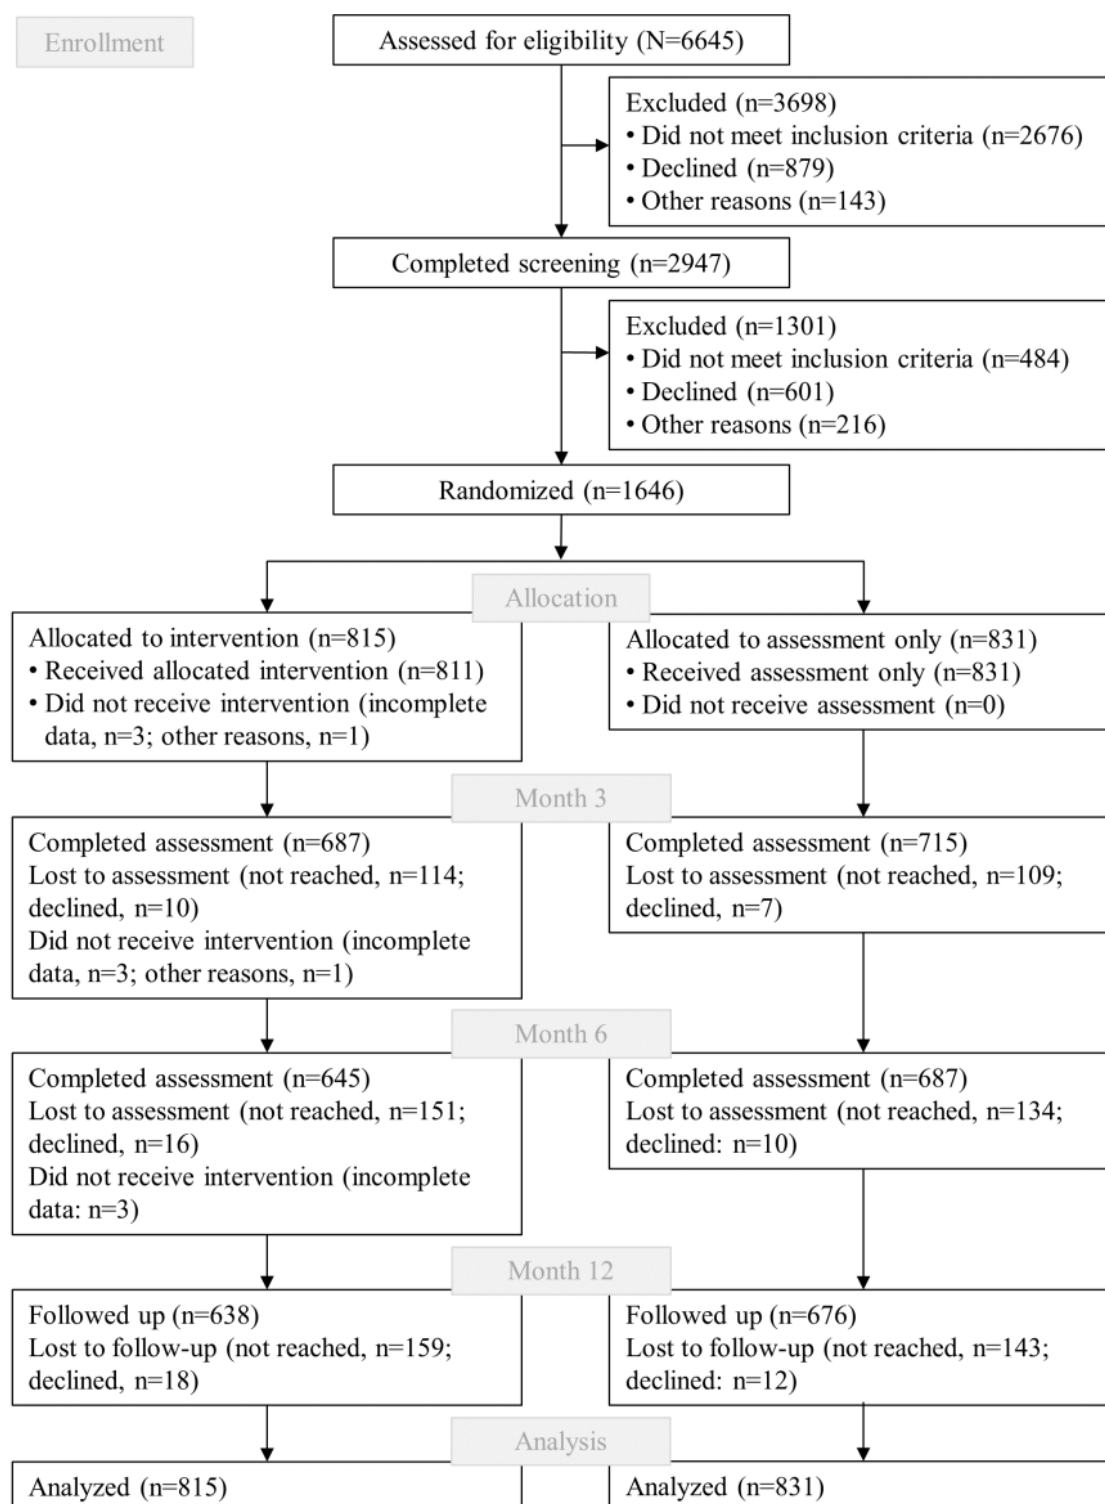 Enrollment
Assessed for eligibility (N=6645)
Excluded (n=3698)
• Did not meet inclusion criteria (n=2676)
• Declined (n=879)
• Other reasons (n=143)
Completed screening (n=2947)
Excluded (n=1301)
• Did not meet inclusion criteria (n=484)
• Declined (n=601)
• Other reasons (n=216)
Randomized (n=1646)
Allocation
Allocated to intervention (n=815)
• Received allocated intervention (n=811)
• Did not receive intervention (incomplete
data, n=3; other reasons, n=1)
Allocated to assessment only (n=831)
• Received assessment only (n=831)
• Did not receive assessment (n=0)
Month 3
Completed assessment (n=687)
Lost to assessment (not reached, n=114;
declined, n=10)
Did not receive intervention (incomplete
data, n=3; other reasons, n=1)
Completed assessment (n=715)
Lost to assessment (not reached, n=109;
declined, n=7)
Month 6
Completed assessment (n=645)
Lost to assessment (not reached, n=151;
declined, n=16)
Did not receive intervention (incomplete
data: n=3)
Completed assessment (n=687)
Lost to assessment (not reached, n=134;
declined: n=10)
Month 12
Followed up (n=638)
Lost to follow-up (not reached, n=159;
declined, n=18)
Followed up (n=676)
Lost to follow-up (not reached, n=143;
declined: n=12)
Analysis
Analyzed (n=815)
Analyzed (n=831)